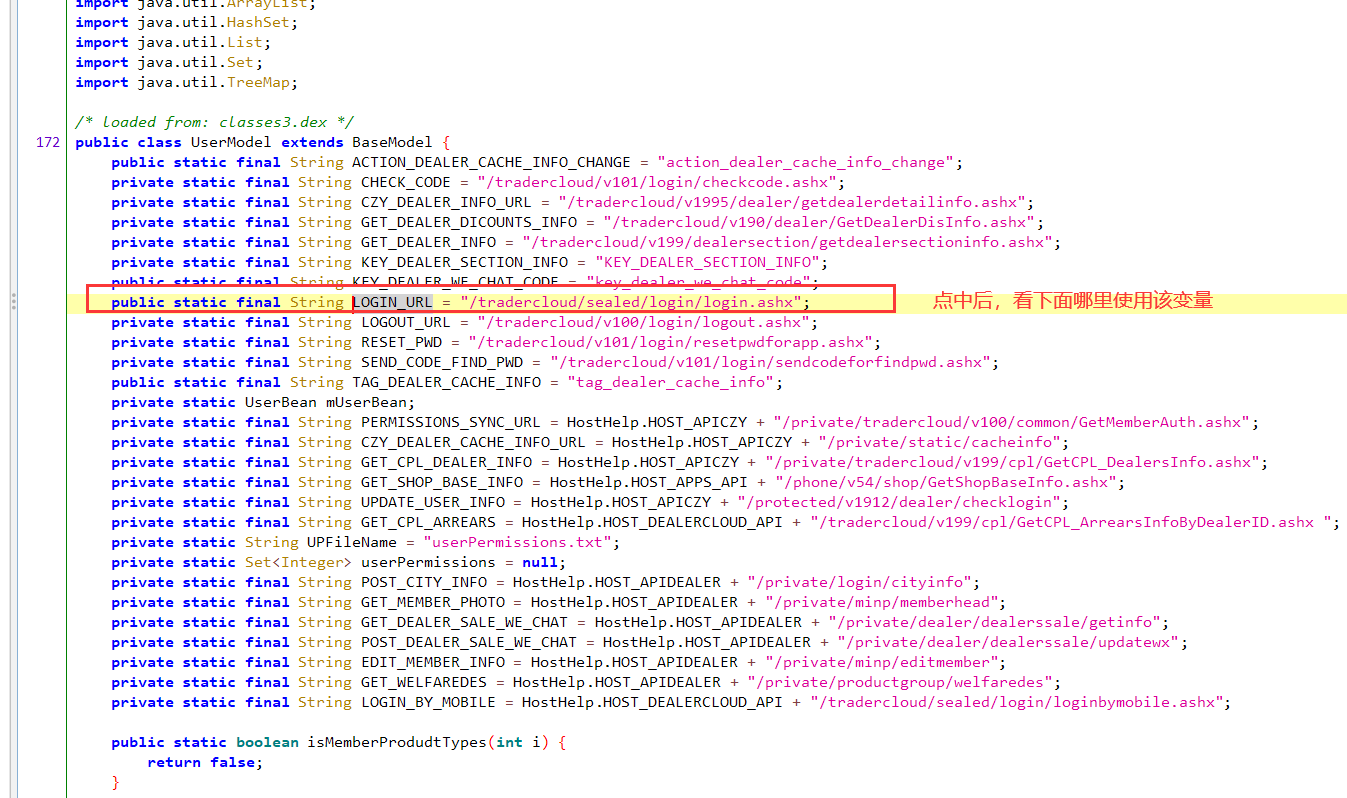 import java.util.ArrayList;
import java.util.HashSet;
import java.util.List;
import java.util.Set;
import java.util.TreeMap;
/* loaded from: classes3.dex */
172 public class UserModel extends BaseModel {
public static final String ACTION_DEALER_CACHE_INFO_CHANGE = "action_dealer_cache_info_change";
private static final String CHECK_CODE = "/tradercloud/v101/login/checkcode.ashx";
private static final String CZY_DEALER_INFO_URL = "/tradercloud/v1995/dealer/getdealerdetailinfo.ashx";
private static final String GET_DEALER_DICOUNTS_INFO = "/tradercloud/v190/dealer/GetDealerDisInfo.ashx";
private static final String GET_DEALER_INFO = "/tradercloud/v199/dealersection/getdealersectioninfo.ashx";
private static final String KEY_DEALER_SECTION_INFO = "KEY_DEALER_SECTION_INFO";
public static final String KEY_DEALER_WE_CHAT_CODE = "key_dealer_we_chat_code";
public static final String LOGIN_URL = "/tradercloud/sealed/login/login.ashx"; 点中后，看下面哪里使用该变量
private static final String LOGOUT_URL = "/tradercloud/v100/login/logout.ashx";
private static final String RESET_PWD = "/tradercloud/v101/login/resetpwdforapp.ashx";
private static final String SEND_CODE_FIND_PWD = "/tradercloud/v101/login/sendcodeforfindpwd.ashx";
public static final String TAG_DEALER_CACHE_INFO = "tag_dealer_cache_info";
private static UserBean mUserBean;
private static final String PERMISSIONS_SYNC_URL = HostHelp.HOST_APICZY + "/private/tradercloud/v100/common/GetMemberAuth.ashx";
private static final String CZY_DEALER_CACHE_INFO_URL = HostHelp.HOST_APICZY + "/private/static/cacheinfo";
private static final String GET_CPL_DEALER_INFO = HostHelp.HOST_APICZY + "/private/tradercloud/v199/cpl/GetCPL_DealersInfo.ashx";
private static final String GET_SHOP_BASE_INFO = HostHelp.HOST_APPS_API + "/phone/v54/shop/GetShopBaseInfo.ashx";
private static final String UPDATE_USER_INFO = HostHelp.HOST_APICZY + "/protected/v1912/dealer/checklogin";
private static final String GET_CPL_ARREARS = HostHelp.HOST_DEALERCLOUD_API + "/tradercloud/v199/cpl/GetCPL_ArrearsInfoByDealerID.ashx ";
private static String UPFileName = "userPermissions.txt";
private static Set<Integer> userPermissions = null;
private static final String POST_CITY_INFO = HostHelp.HOST_APIDEALER + "/private/login/cityinfo";
private static final String GET_MEMBER_PHOTO = HostHelp.HOST_APIDEALER + "/private/minp/memberhead";
private static final String GET_DEALER_SALE_WE_CHAT = HostHelp.HOST_APIDEALER + "/private/dealer/dealerssale/getinfo";
private static final String POST_DEALER_SALE_WE_CHAT = HostHelp.HOST_APIDEALER + "/private/dealer/dealerssale/updatewx";
private static final String EDIT_MEMBER_INFO = HostHelp.HOST_APIDEALER + "/private/minp/editmember";
private static final String GET_WELFAREDES = HostHelp.HOST_APIDEALER + "/private/productgroup/welfaredes";
private static final String LOGIN_BY_MOBILE = HostHelp.HOST_DEALERCLOUD_API + "/tradercloud/sealed/login/loginbymobile.ashx";
public static boolean isMemberProdudtTypes(int i) {
return false;
}